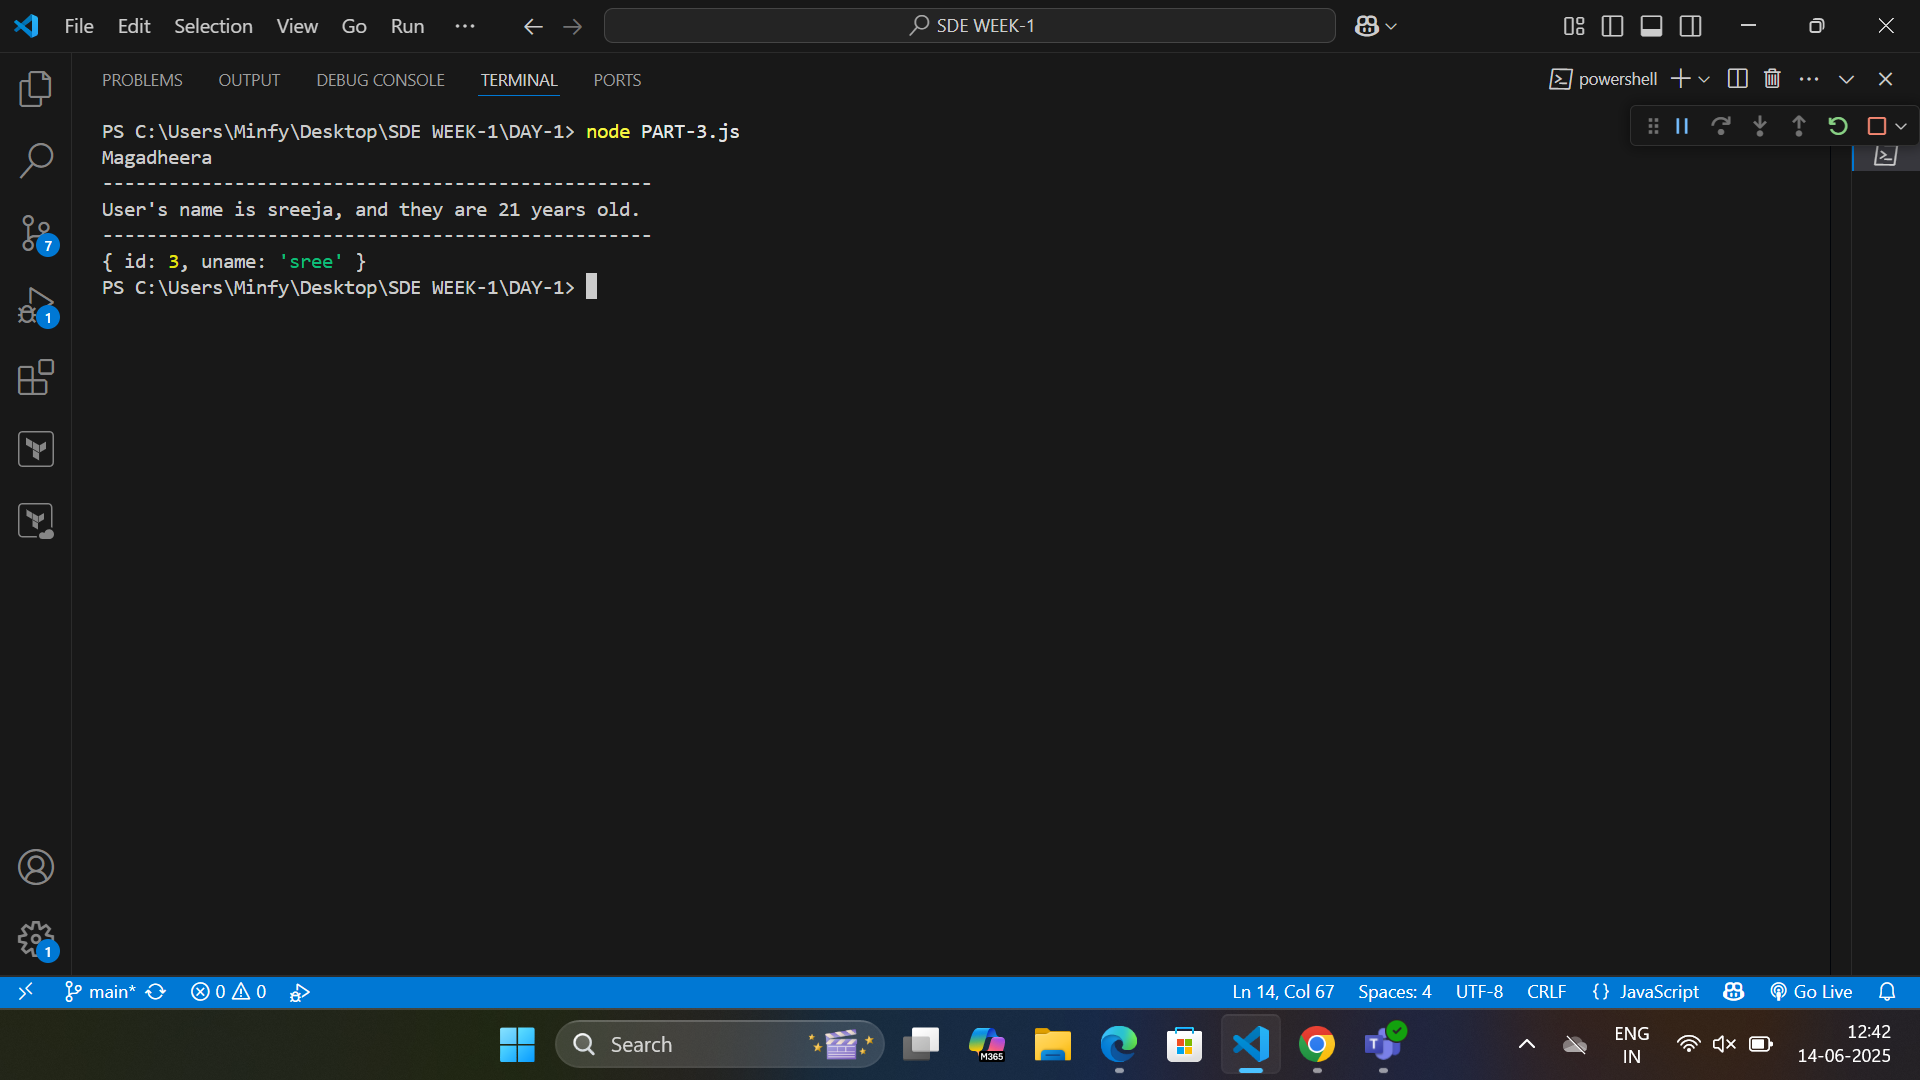 File Edit Selection View Go Run ··· SDE WEEK-1
PROBLEMS OUTPUT DEBUG CONSOLE TERMINAL PORTS powershell
PS C:\Users\Minfy\Desktop\SDE WEEK-1\DAY-1> node PART-3.js
Magadheera
--------------------------------------------------
User's name is sreeja, and they are 21 years old.
--------------------------------------------------
{ id: 3, uname: 'sree' }
PS C:\Users\Minfy\Desktop\SDE WEEK-1\DAY-1>
7
1
1
main* 0 0 Ln 14, Col 67 Spaces: 4 UTF-8 CRLF {} JavaScript Go Live
Search M365 T ENG 12:42
IN 14-06-2025